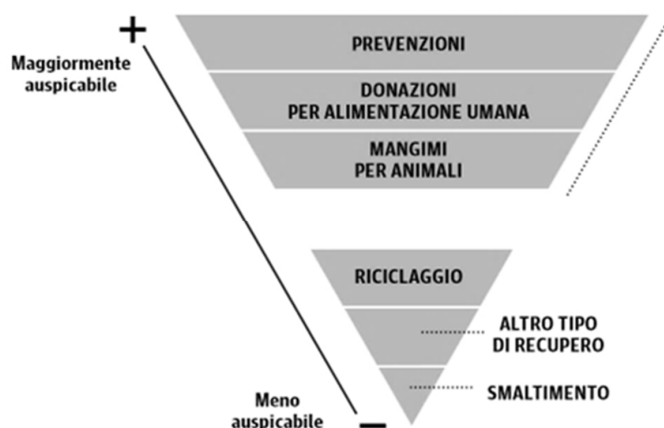 +
Maggiormente
auspicabile
PREVENZIONI
DONAZIONI
PER ALIMENTAZIONE UMANA
MANGIMI
PER ANIMALI
RICICLAGGIO
ALTRO TIPO
DI RECUPERO
SMALTIMENTO
Meno
auspicabile
–